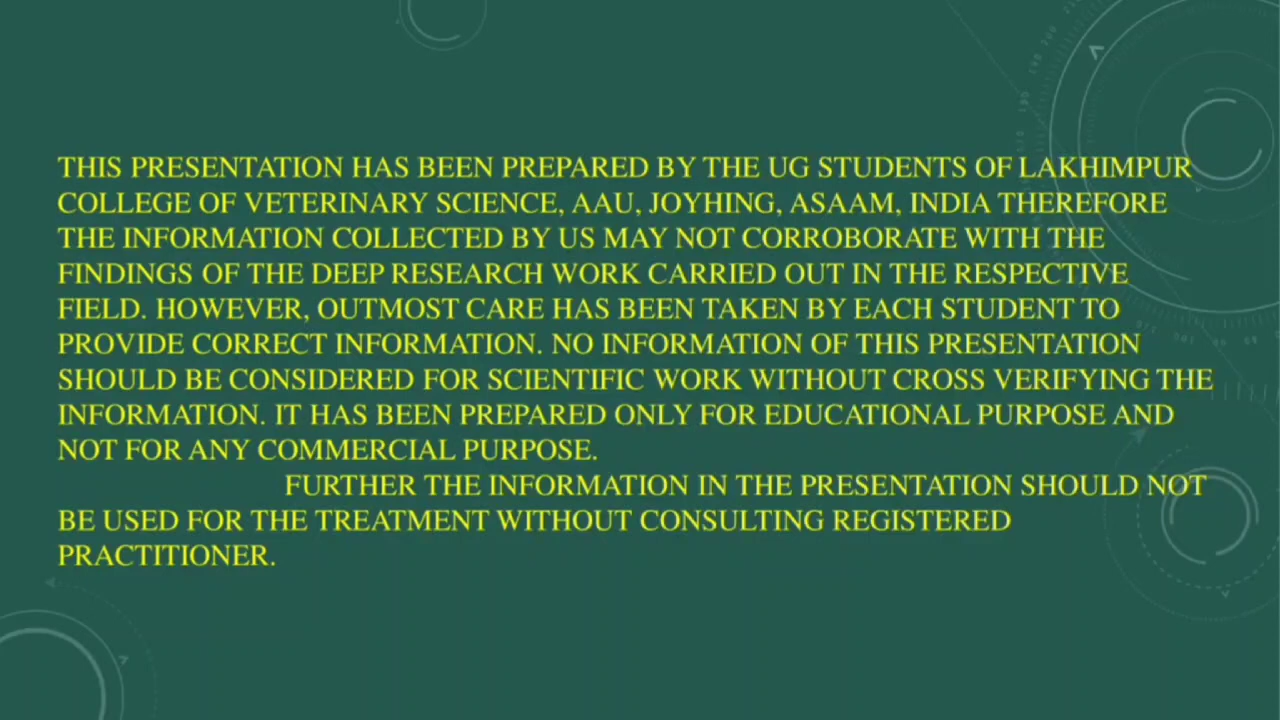 THIS PRESENTATION HAS BEEN PREPARED BY THE UG STUDENTS OF LAKHIMPUR
COLLEGE OF VETERINARY SCIENCE, AAU, JOYHING, ASAAM, INDIA THEREFORE
THE INFORMATION COLLECTED BY US MAY NOT CORROBORATE WITH THE
FINDINGS OF THE DEEP RESEARCH WORK CARRIED OUT IN THE RESPECTIVE
FIELD. HOWEVER, OUTMOST CARE HAS BEEN TAKEN BY EACH STUDENT TO
PROVIDE CORRECT INFORMATION. NO INFORMATION OF THIS PRESENTATION
SHOULD BE CONSIDERED FOR SCIENTIFIC WORK WITHOUT CROSS VERIFYING THE
INFORMATION. IT HAS BEEN PREPARED ONLY FOR EDUCATIONAL PURPOSE AND
NOT FOR ANY COMMERCIAL PURPOSE.
FURTHER THE INFORMATION IN THE PRESENTATION SHOULD NOT
BE USED FOR THE TREATMENT WITHOUT CONSULTING REGISTERED
PRACTITIONER.